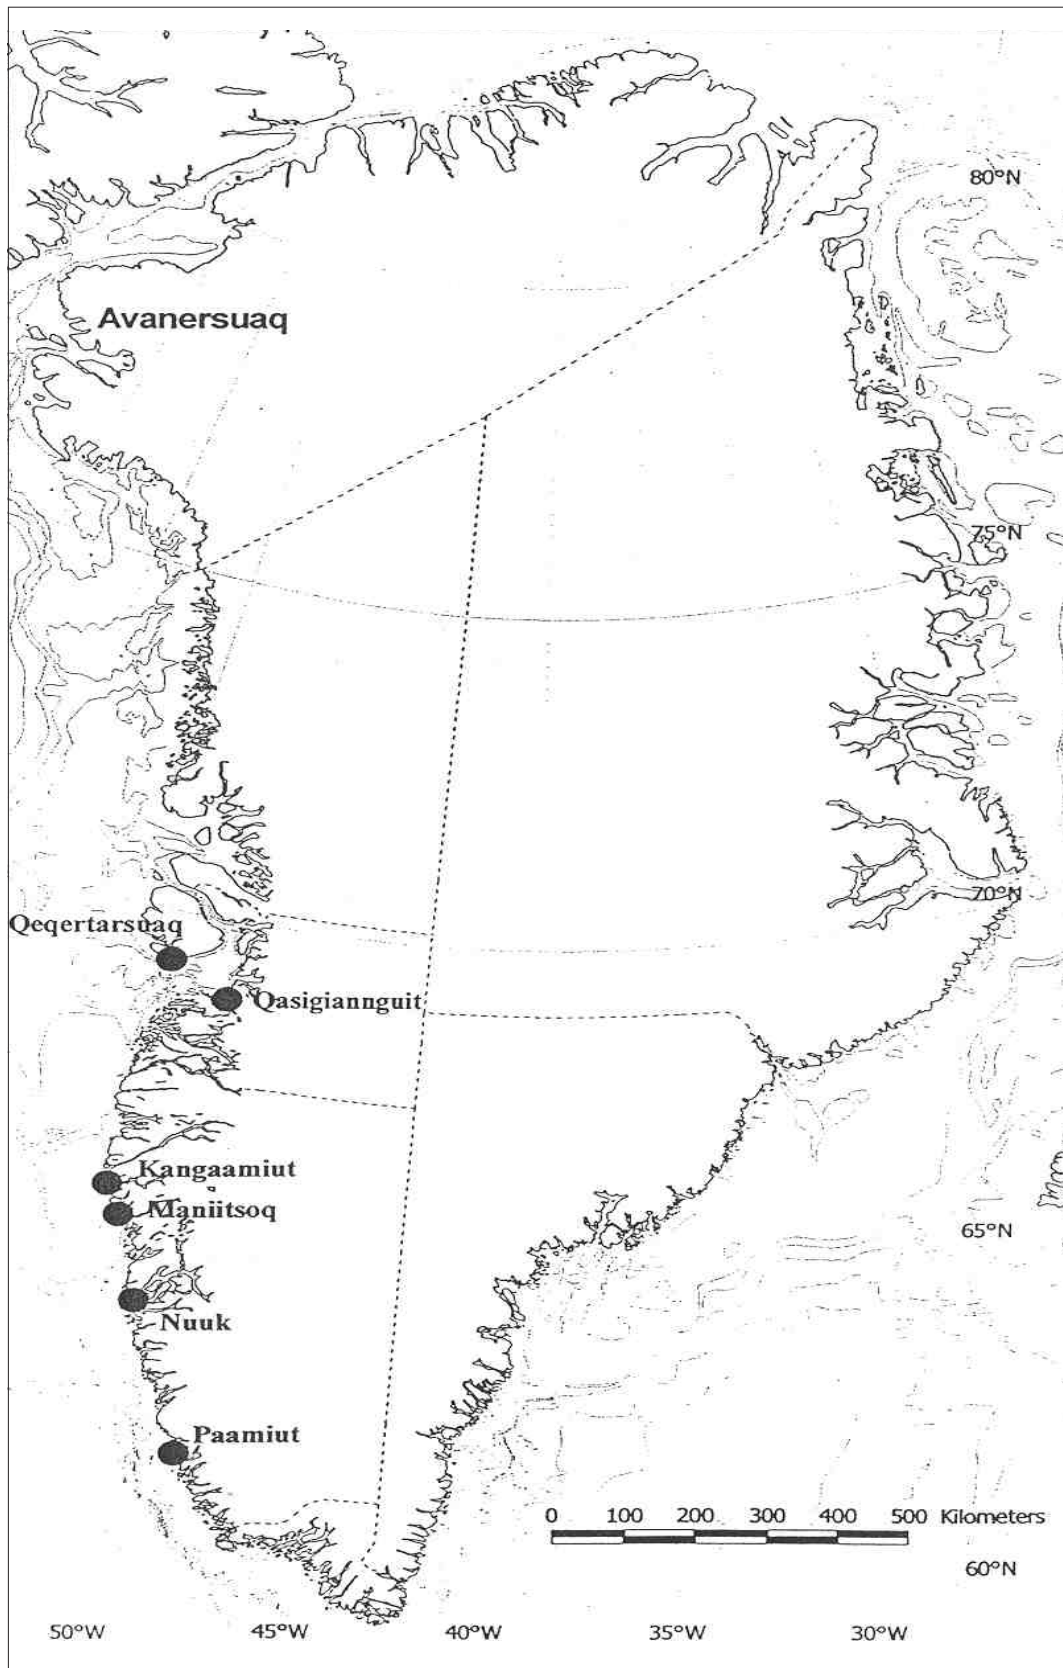 80°N
Avanersuaq
75°N
70°N
Qeqertarsuaq
Qasigiannguit
Kangaamiut
Maniitsoq
65°N
Nuuk
Paamiut
0 100 200 300 400 500 Kilometers
60°N
50°W 45°W 40°W 35°W 30°W